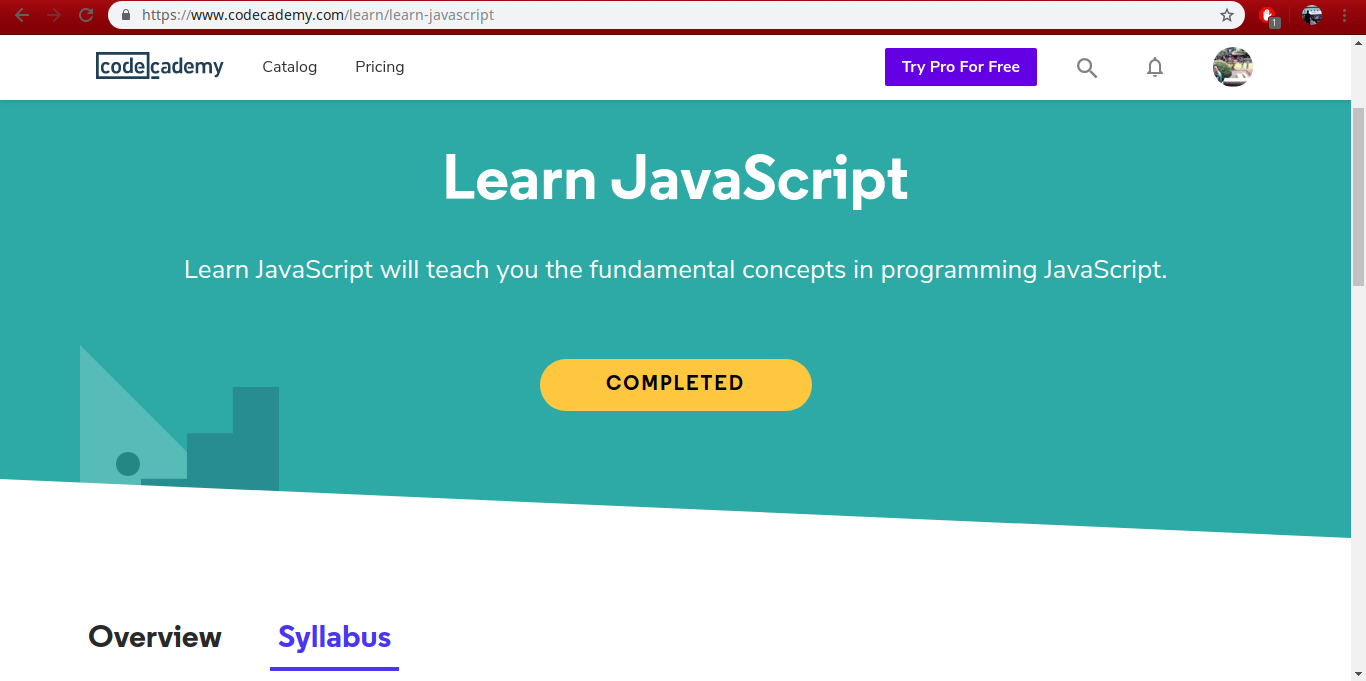 https://www.codecademy.com/learn/learn-javascript
1
codecademy Catalog Pricing Try Pro For Free
Learn JavaScript
Learn JavaScript will teach you the fundamental concepts in programming JavaScript.
COMPLETED
Overview Syllabus